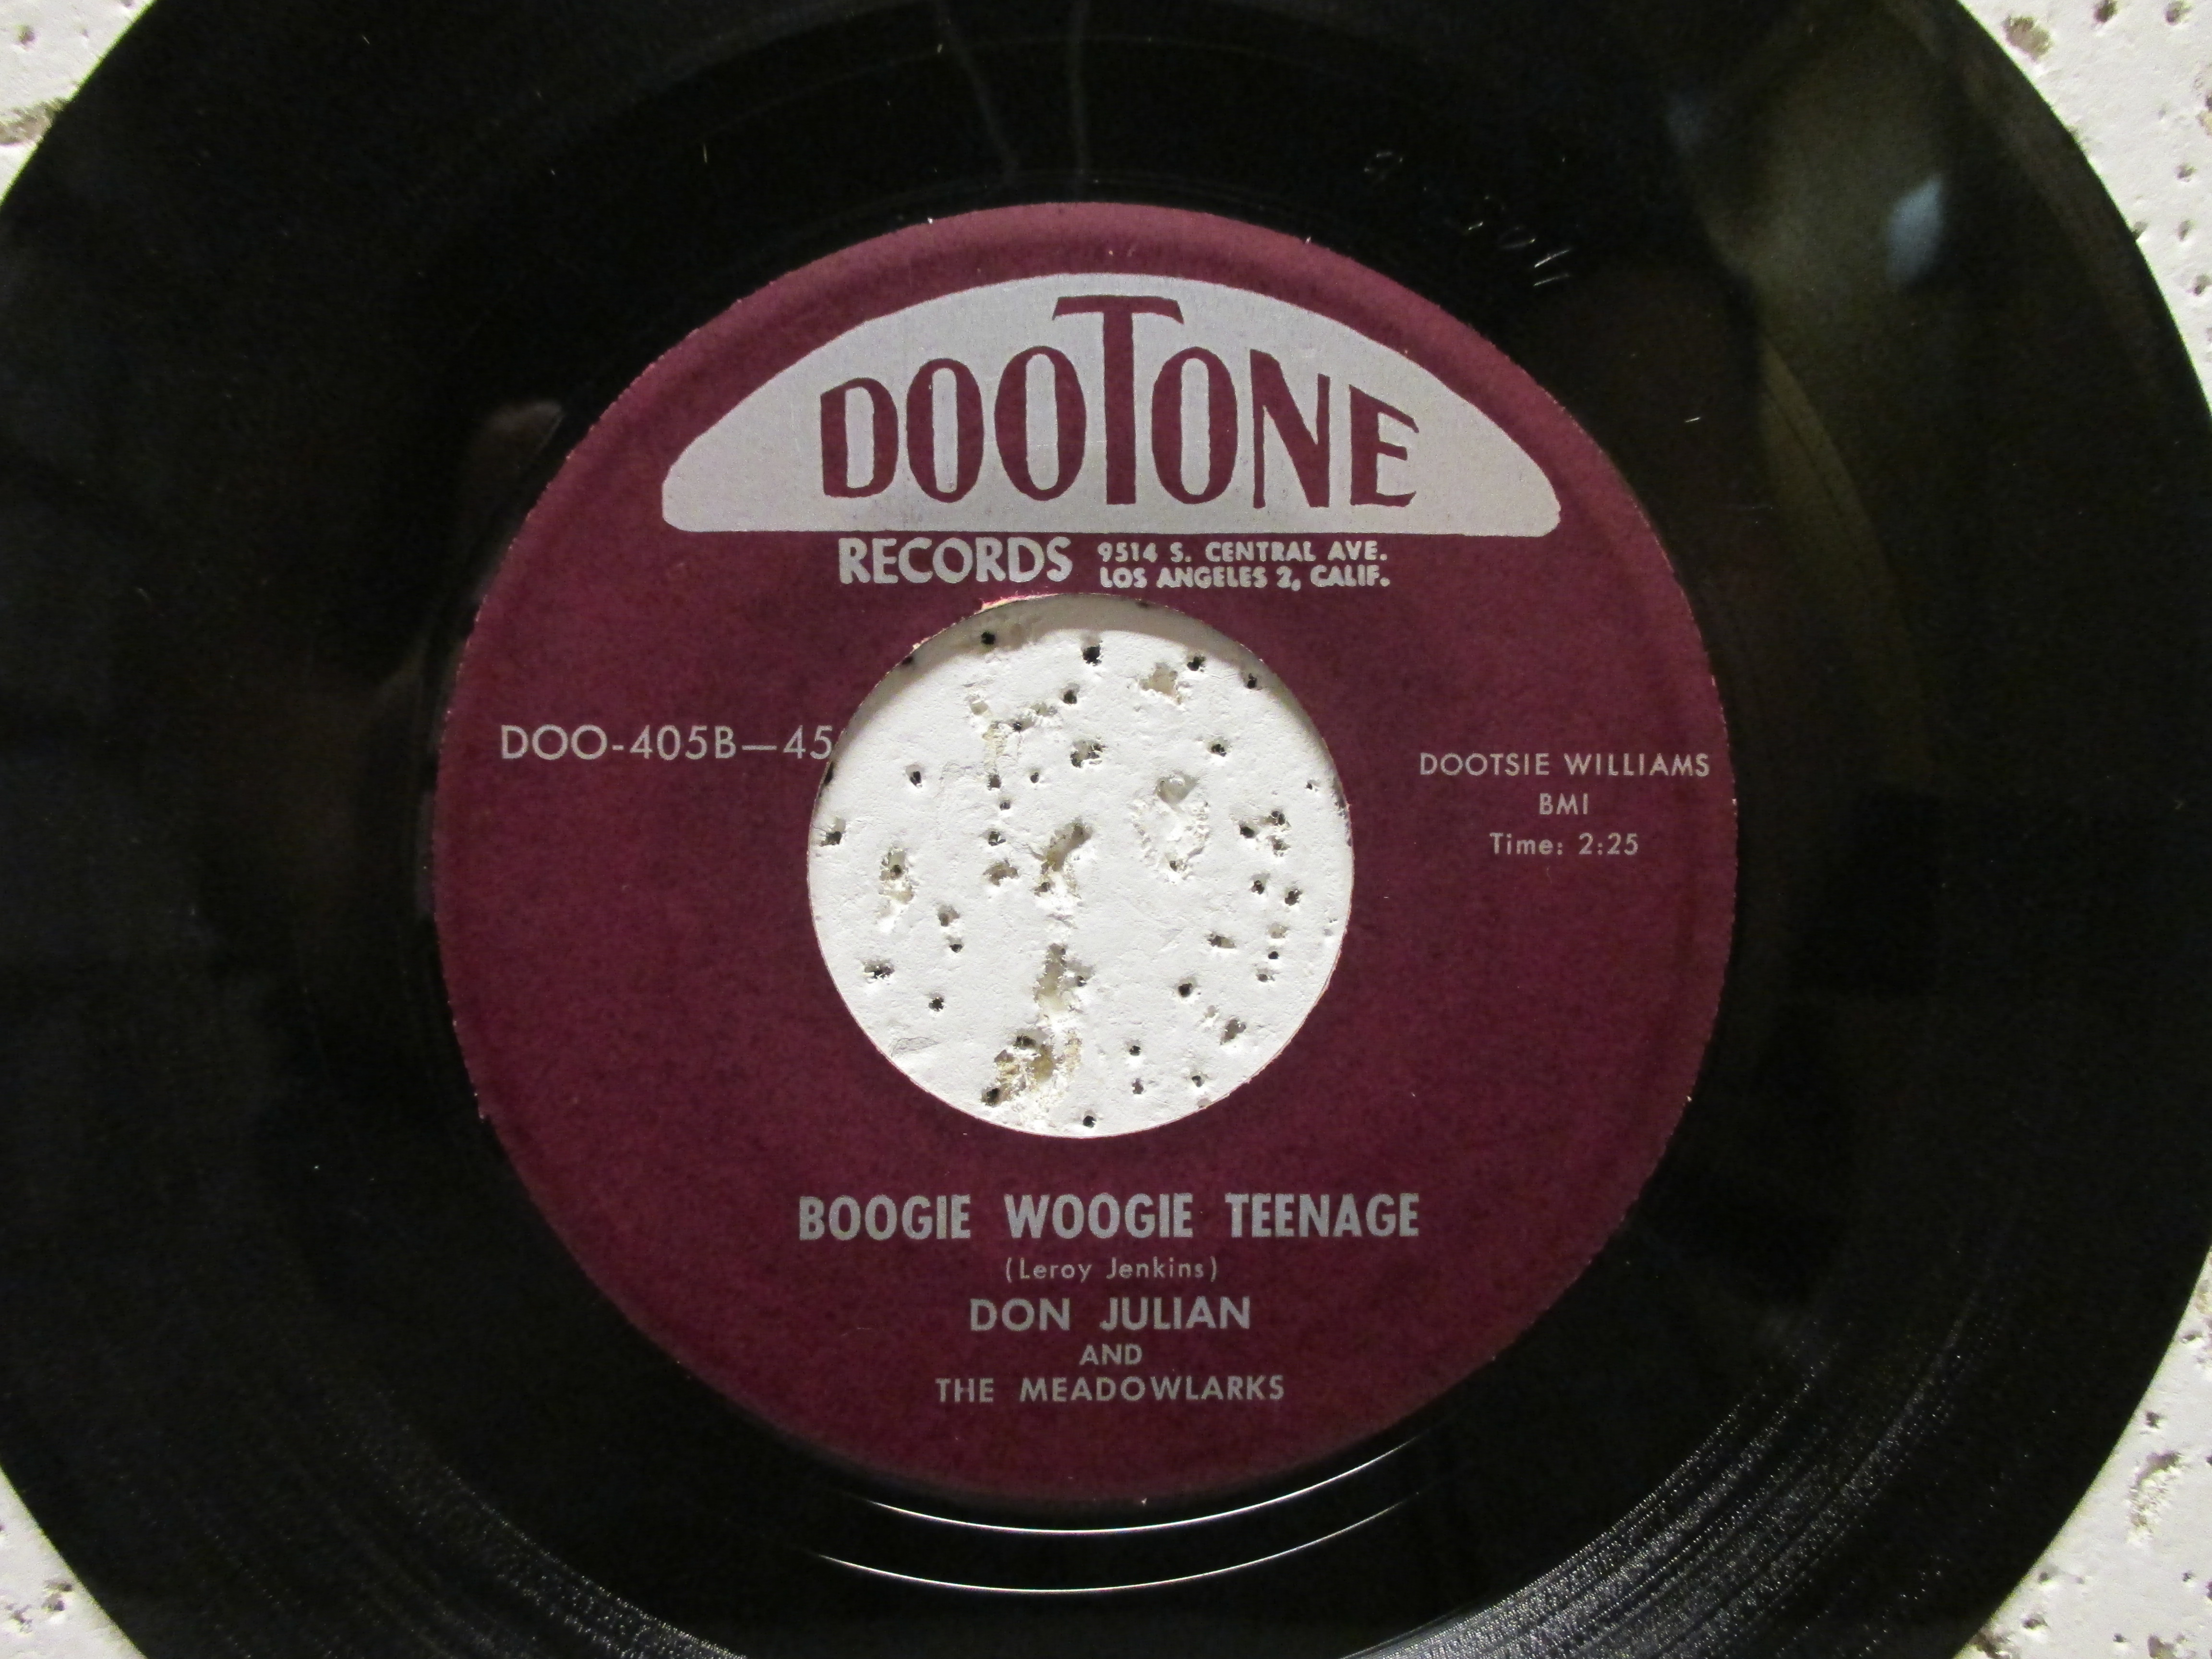 DOOTONE
RECORDS 9514 S. CENTRAL AVE.
LOS ANGELES 2, CALIF.
DOO-405B—45
DOOTSIE WILLIAMS
BMI
Time: 2:25
BOOGIE WOOGIE TEENAGE
(Leroy Jenkins)
DON JULIAN
AND
THE MEADOWLARKS